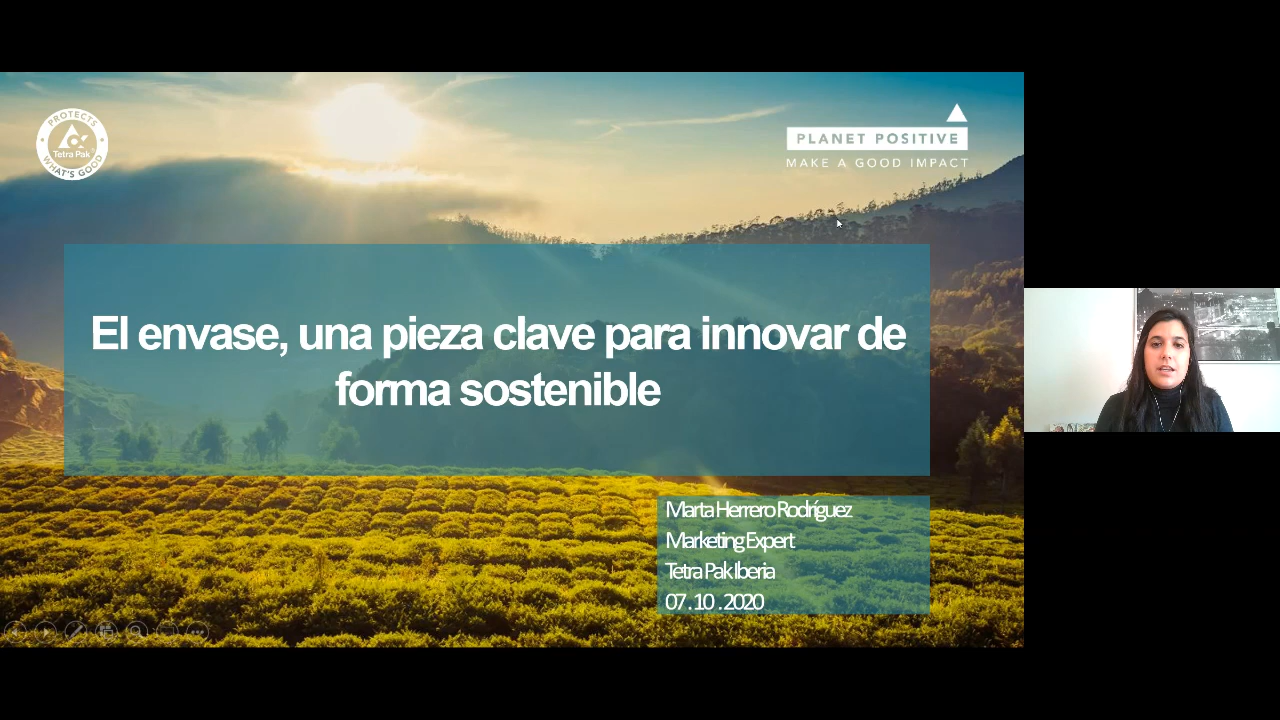 PROTECTS
Tetra Pak
WHAT'S GOOD
PLANET POSITIVE
MAKE A GOOD IMPACT
El envase, una pieza clave para innovar de
forma sostenible
Marta Herrero Rodríguez
Marketing Expert
Tetra Pak Iberia
07.10.2020